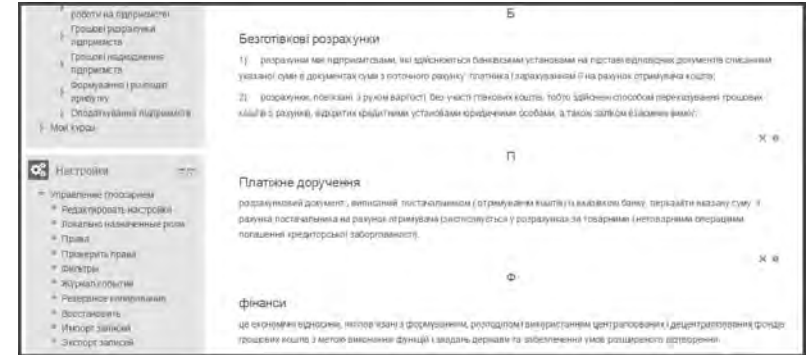 роботи на підприємстві
Грошові розрахунки
підприємств
Грошові надходження
підприємств
Формування і розподіл
прибутку
Оподаткування підприємств
Мои курсы
Настройки
Управление глоссарием
Редактировать настройки
Локально назначенные роли
Права
Проверить права
Фильтры
Журнал событий
Резервное копирование
Восстановить
Импорт записей
Экспорт записей
Б
Безготівкові розрахунки
1) розрахунки між підприємствами, які здійснюються банківськими установами на підставі відповідних документів списанням
указаної суми в документах суми з поточного рахунку платника і зарахуванням її на рахунок отримувача коштів;
2) розрахунки, пов'язані з рухом вартості без участі готівкових коштів, тобто здійснені способом перераховування грошових
коштів з рахунків, відкритих кредитними установами юридичними особами, а також заліком взаємних вимог.
П
Платіжне доручення
розрахунковий документ, виписаний постачальником і отримувачем коштів із вказівкою банку переказати вказану суму з
рахунка постачальника на рахунок отримувача (застосовується у розрахунках за товарними і нетоварними операціями
погашення кредиторської заборгованості).
Ф
фінанси
це економічні відносини, пов'язані з формуванням, розподілом і використанням централізованих і децентралізованих фондів
грошових коштів з метою виконання функцій і завдань держави та забезпечення умов розширеного відтворення.